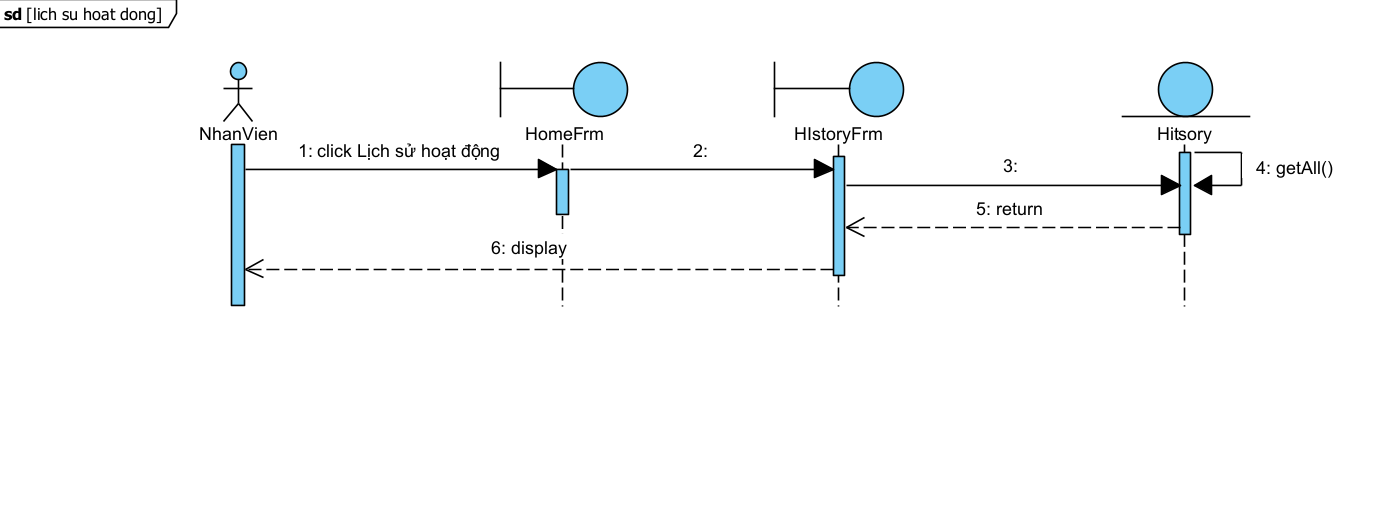 sd [lich su hoat dong]
NhanVien
HomeFrm
HIstoryFrm
Hitsory
1: click Lịch sử hoạt động
2:
3:
4: getAll()
5: return
6: display